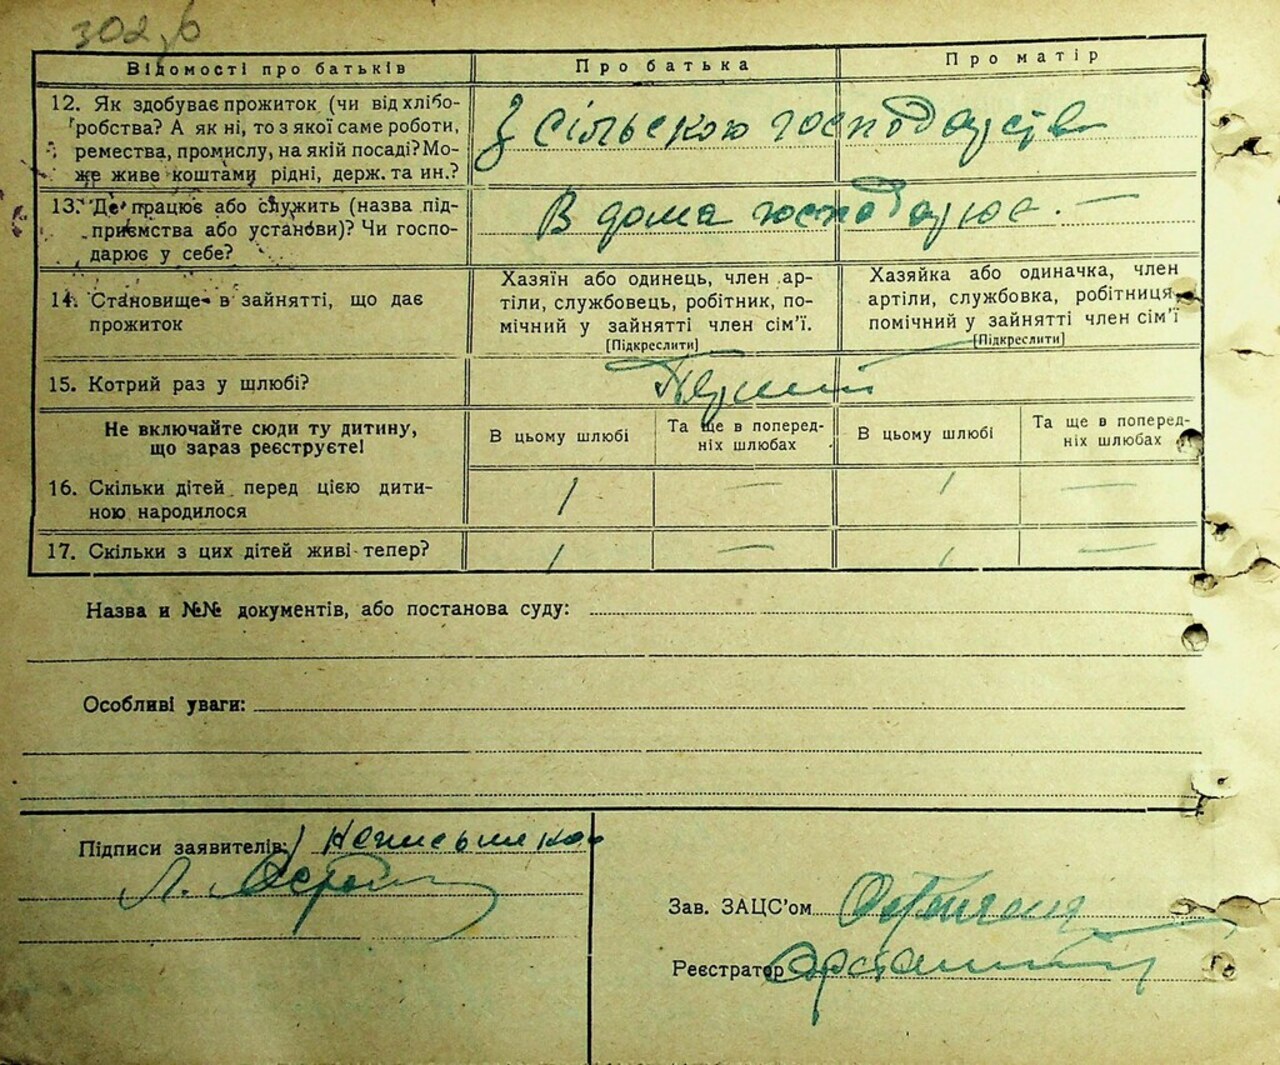 302 зв
Відомості про батьків
Про батька
Про матір
12. Як здобуває прожиток (чи від хлібо-
робства? А як ні, то з якої саме роботи,
ремества, промислу, на якій посаді? Мо-
же живе коштами рідні, держ. та ин.?
З сільского господарства
13. Де працює або служить (назва під-
приємства або установи)? Чи госпо-
дарює у себе?
В дома господарює. —
14. Становище в зайнятті, що дає
прожиток
Хазяїн або одинець, член ар-
тілі, службовець, робітник, по-
мічний у зайнятті член сім'ї.
[Підкреслити]
Хазяйка або одиначка, член
артілі, службовка, робітниця,
помічний у зайнятті член сім'ї
[Підкреслити]
15. Котрий раз у шлюбі?
Перший
Не включайте сюди ту дитину,
що зараз реєструєте!
В цьому шлюбі
Та ще в поперед-
ніх шлюбах
В цьому шлюбі
Та ще в поперед-
ніх шлюбах
16. Скільки дітей перед цією дити-
ною народилося
1 — 1 —
17. Скільки з цих дітей живі тепер?
1 — 1 —
Назва и №№ документів, або постанова суду:
Особливі уваги:
Підписи заявителів:
Л.
Зав. ЗАЦС'ом
Реєстратор